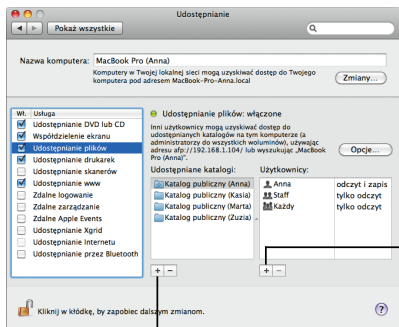 Udostępnianie
Pokaż wszystkie
Nazwa komputera: MacBook Pro (Anna)
Komputery w Twojej lokalnej sieci mogą uzyskiwać dostęp do Twojego
komputera pod adresem MacBook-Pro-Anna.local
Zmiany...
Wł. Usługa
Udostępnianie DVD lub CD
Współdzielenie ekranu
Udostępnianie plików
Udostępnianie drukarek
Udostępnianie skanerów
Udostępnianie www
Zdalne logowanie
Zdalne zarządzanie
Zdalne Apple Events
Udostępnianie Xgrid
Udostępnianie Internetu
Udostępnianie przez Bluetooth
Udostępnianie plików: włączone
Inni użytkownicy mogą uzyskiwać dostęp do
udostępnianych katalogów na tym komputerze (a
administratorzy do wszystkich woluminów), używając
adresu afp://192.168.1.104/ lub wyszukując „MacBook
Pro (Anna)”.
Opcje...
Udostępniane katalogi:
Katalog publiczny (Anna)
Katalog publiczny (Kasia)
Katalog publiczny (Marta)
Katalog publiczny (Zuzia)
+ −
Użytkownicy:
Anna odczyt i zapis
Staff tylko odczyt
Każdy tylko odczyt
+ −
Kliknij w kłódkę, by zapobiec dalszym zmianom.
?